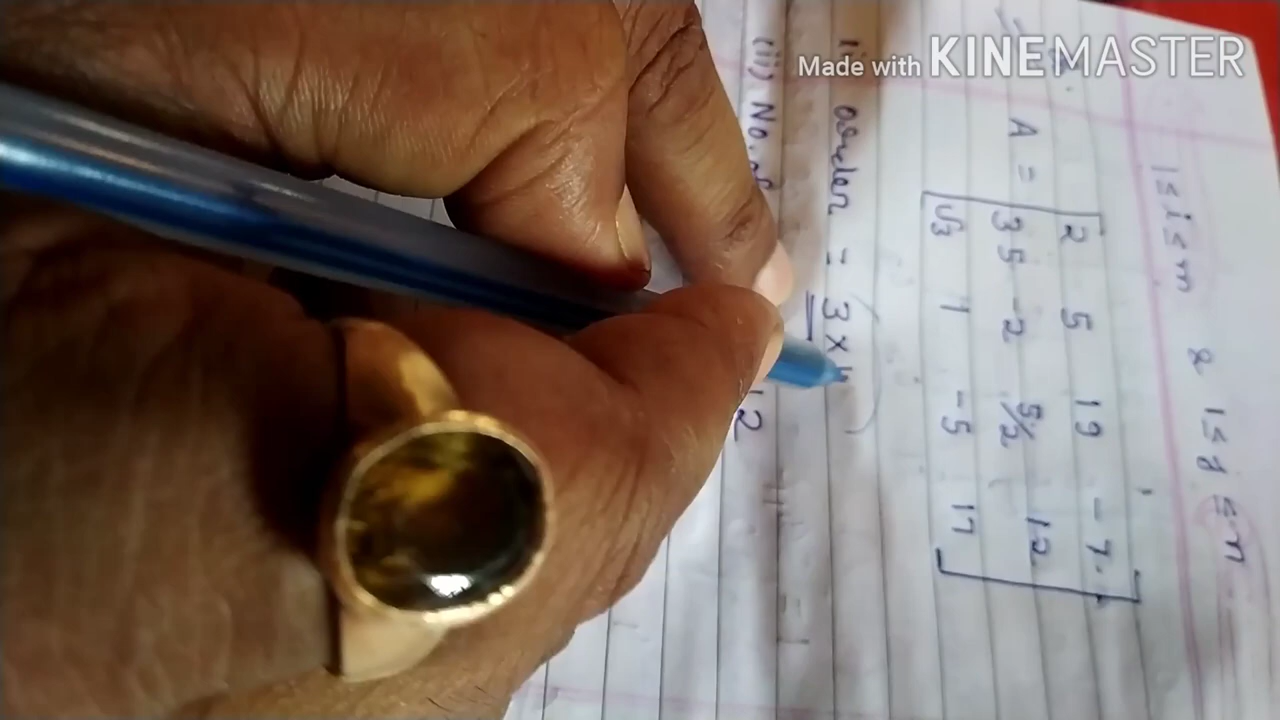 Made with KINEMASTER
1 ≤ i ≤ m & 1 ≤ j ≤ n
2.
A = [ 2 5 19 -7
35 -2 5/2 12
√3 1 -5 17 ]
order = 3 x 4
(ii) No. of 12